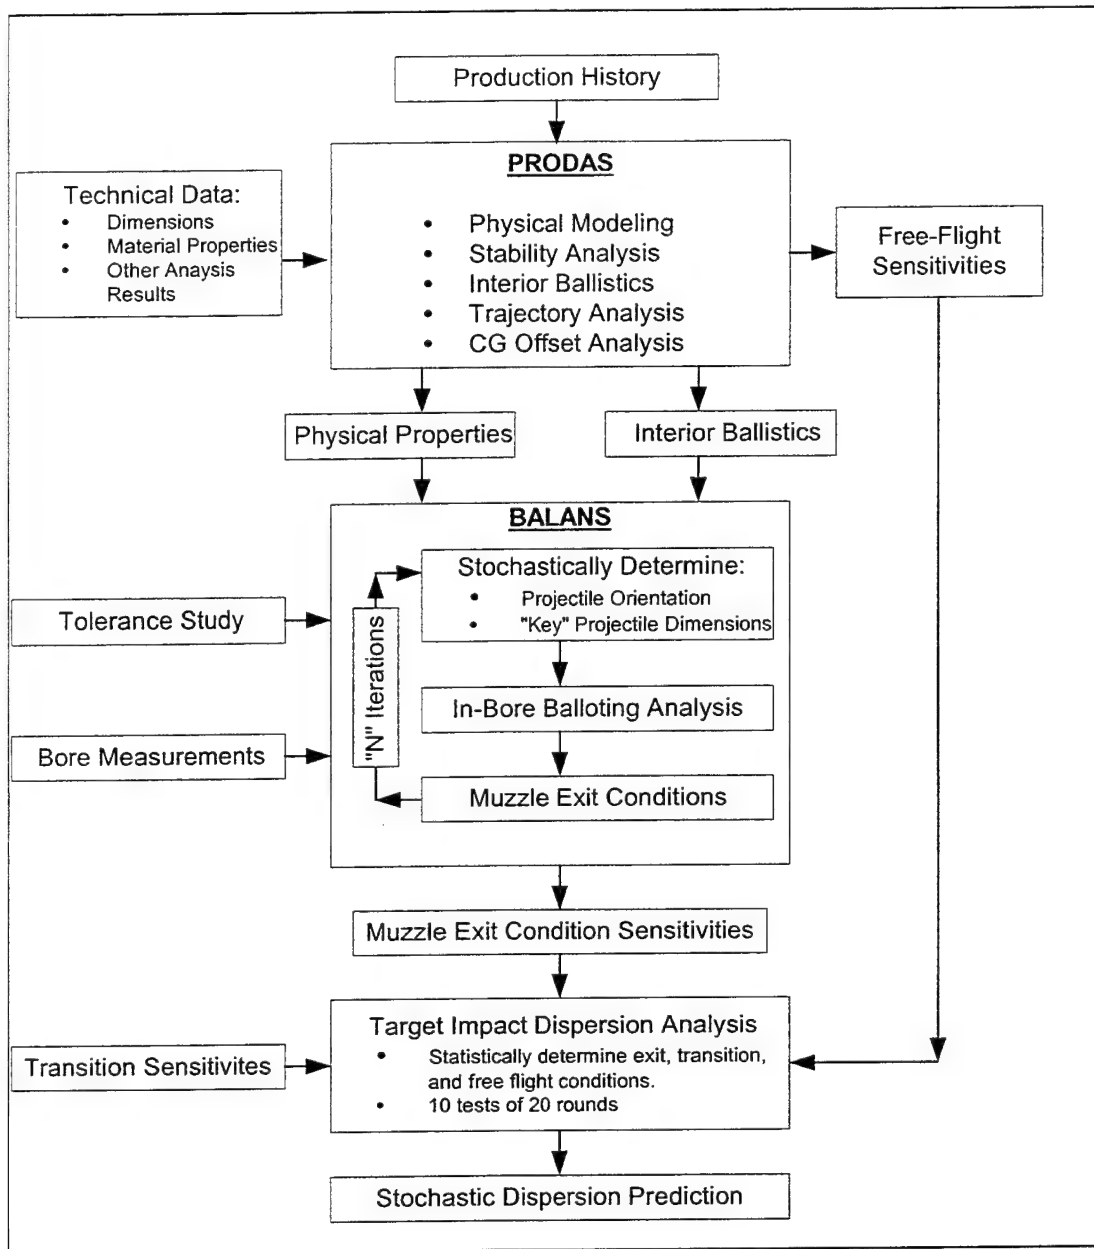 Production History
PRODAS
• Physical Modeling
• Stability Analysis
• Interior Ballistics
• Trajectory Analysis
• CG Offset Analysis
Technical Data:
• Dimensions
• Material Properties
• Other Anaysis
Results
Free-Flight
Sensitivities
Physical Properties
Interior Ballistics
BALANS
Stochastically Determine:
• Projectile Orientation
• "Key" Projectile Dimensions
"N" Iterations
In-Bore Balloting Analysis
Muzzle Exit Conditions
Tolerance Study
Bore Measurements
Muzzle Exit Condition Sensitivities
Target Impact Dispersion Analysis
• Statistically determine exit, transition,
and free flight conditions.
• 10 tests of 20 rounds
Transition Sensitivites
Stochastic Dispersion Prediction